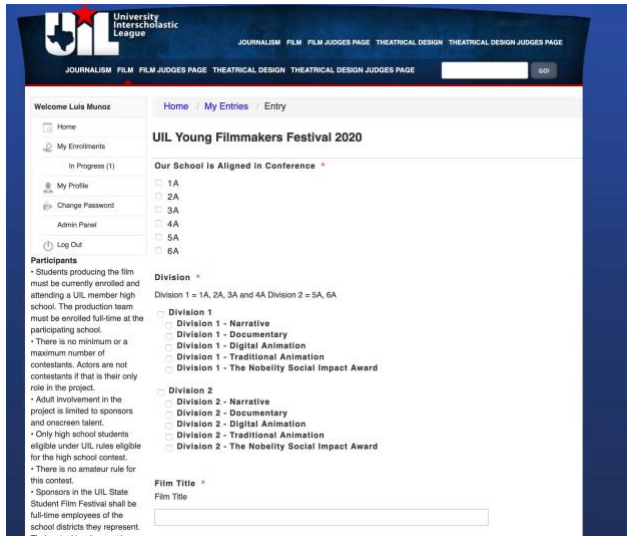 University
Interscholastic
League
UIL
JOURNALISM FILM FILM JUDGES PAGE THEATRICAL DESIGN THEATRICAL DESIGN JUDGES PAGE
JOURNALISM FILM FILM JUDGES PAGE THEATRICAL DESIGN THEATRICAL DESIGN JUDGES PAGE
GO!
Welcome Luis Munoz
Home
My Enrollments
In Progress (1)
My Profile
Change Password
Admin Panel
Log Out
Participants
• Students producing the film
must be currently enrolled and
attending a UIL member high
school. The production team
must be enrolled full-time at the
participating school.
• There is no minimum or a
maximum number of
contestants. Actors are not
contestants if that is their only
role in the project.
• Adult involvement in the
project is limited to sponsors
and onscreen talent.
• Only high school students
eligible under UIL rules eligible
for the high school contest.
• There is no amateur rule for
this contest.
• Sponsors in the UIL State
Student Film Festival shall be
full-time employees of the
school districts they represent.
Home / My Entries / Entry
UIL Young Filmmakers Festival 2020
Our School is Aligned in Conference *
1A
2A
3A
4A
5A
6A
Division *
Division 1 = 1A, 2A, 3A and 4A Division 2 = 5A, 6A
Division 1
Division 1 - Narrative
Division 1 - Documentary
Division 1 - Digital Animation
Division 1 - Traditional Animation
Division 1 - The Nobelity Social Impact Award
Division 2
Division 2 - Narrative
Division 2 - Documentary
Division 2 - Digital Animation
Division 2 - Traditional Animation
Division 2 - The Nobelity Social Impact Award
Film Title *
Film Title